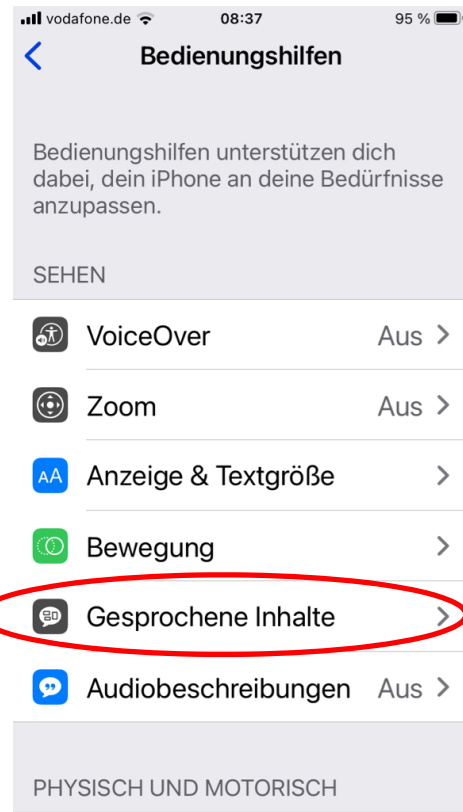 vodafone.de 08:37 95 %
Bedienungshilfen
Bedienungshilfen unterstützen dich
dabei, dein iPhone an deine Bedürfnisse
anzupassen.
SEHEN
VoiceOver Aus
Zoom Aus
AA Anzeige & Textgröße
Bewegung
Gesprochene Inhalte
Audiobeschreibungen Aus
PHYSISCH UND MOTORISCH